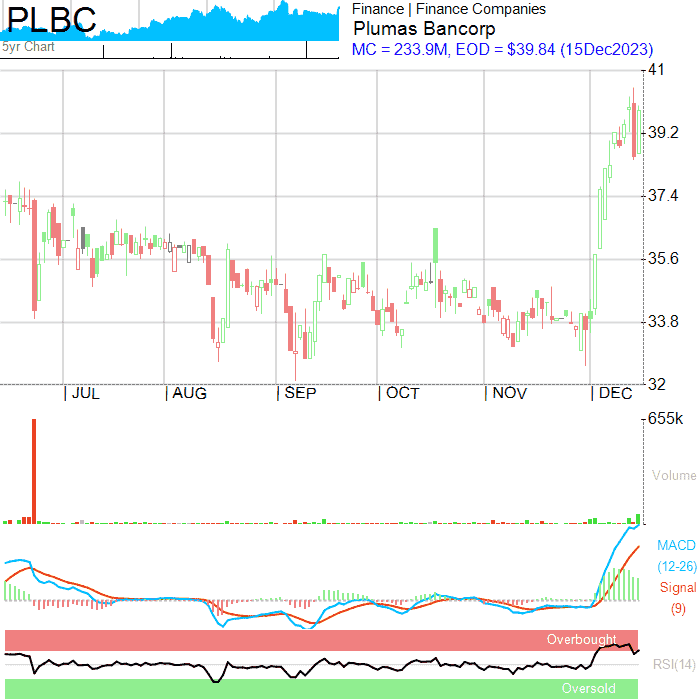 PLBC
5yr Chart
Finance | Finance Companies
Plumas Bancorp
MC = 233.9M, EOD = $39.84 (15Dec2023)
41
39.2
37.4
35.6
33.8
32
| JUL | AUG | SEP | OCT | NOV | DEC
655k
Volume
MACD
(12-26)
Signal
(9)
Overbought
RSI(14)
Oversold